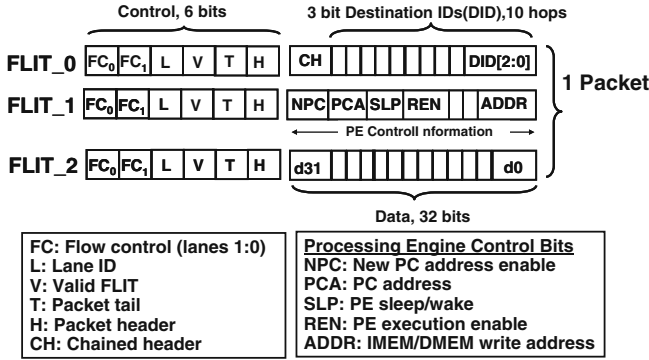 Control, 6 bits
3 bit Destination IDs(DID),10 hops
FLIT_0 FC0 FC1 L V T H CH DID[2:0]
1 Packet
FLIT_1 FC0 FC1 L V T H NPC PCA SLP REN ADDR
PE Controll nformation
FLIT_2 FC0 FC1 L V T H d31 d0
Data, 32 bits
FC: Flow control (lanes 1:0)
L: Lane ID
V: Valid FLIT
T: Packet tail
H: Packet header
CH: Chained header
Processing Engine Control Bits
NPC: New PC address enable
PCA: PC address
SLP: PE sleep/wake
REN: PE execution enable
ADDR: IMEM/DMEM write address